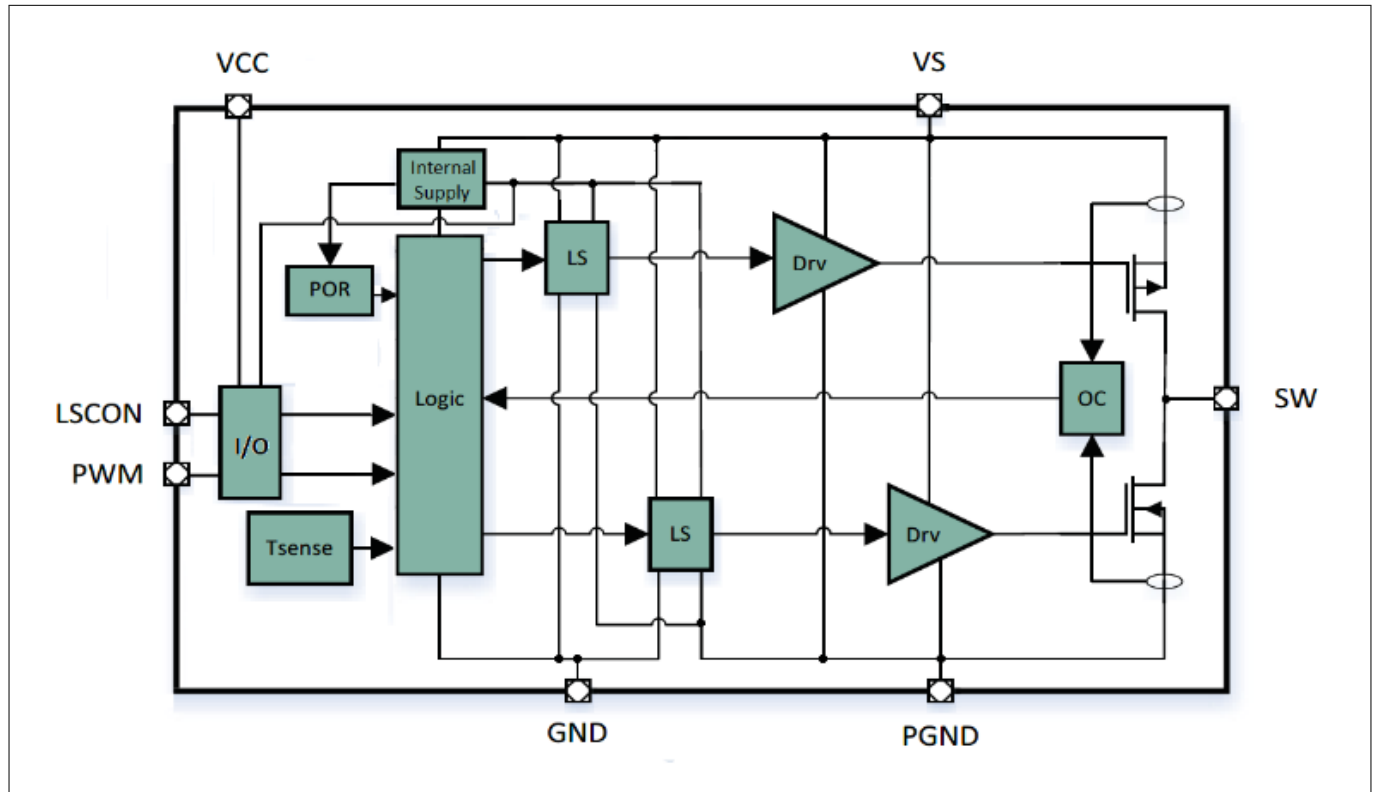 VCC
VS
Internal
Supply
LS
Drv
POR
Logic
OC
SW
LSCON
I/O
PWM
Tsense
LS
Drv
GND
PGND